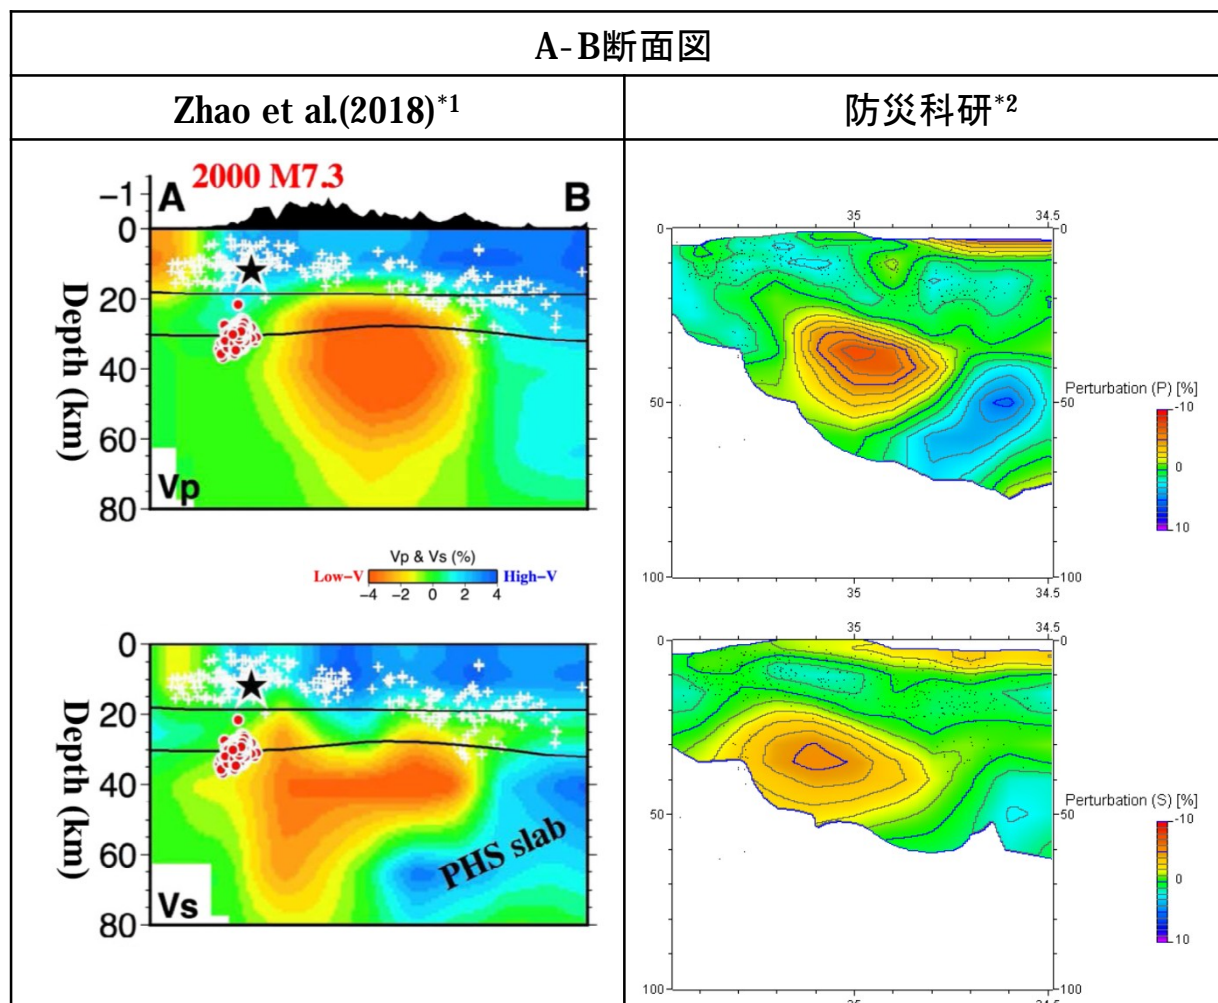 A-B断面図
Zhao et al.(2018)*1
防災科研*2
2000 M7.3
A
B
−1
0
20
40
60
80
Depth (km)
Vp
Vp & Vs (%)
Low−V
High−V
−4 −2 0 2 4
0
20
40
60
80
Depth (km)
PHS slab
Vs
35
34.5
0
50
100
0
50
100
35
34.5
Perturbation (P) [%]
-10
0
10
35
34.5
0
50
100
0
50
100
Perturbation (S) [%]
-10
0
10